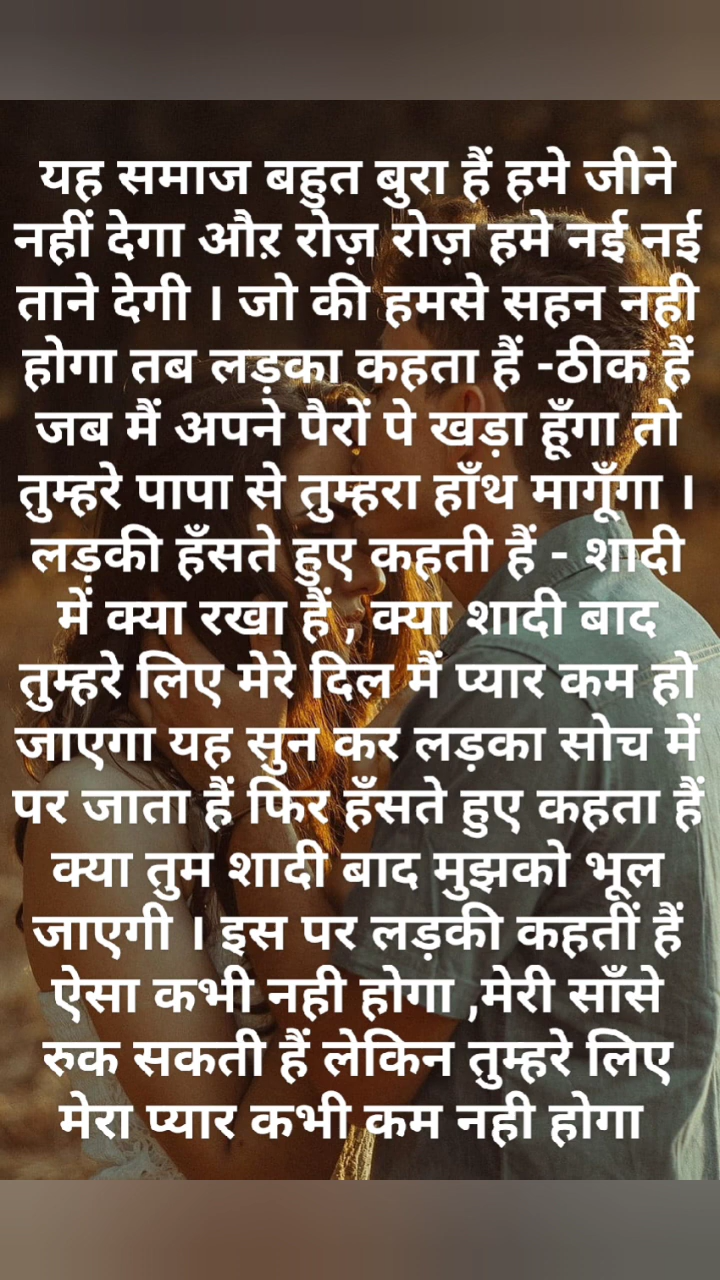 यह समाज बहुत बुरा हैं हमे जीने
नहीं देगा औऱ रोज़ रोज़ हमे नई नई
ताने देगी । जो की हमसे सहन नही
होगा तब लड़का कहता हैं -ठीक हैं
जब मैं अपने पैरों पे खड़ा हूँगा तो
तुम्हरे पापा से तुम्हरा हाँथ मागूँगा ।
लड़की हँसते हुए कहती हैं - शादी
में क्या रखा हैं , क्या शादी बाद
तुम्हरे लिए मेरे दिल मैं प्यार कम हो
जाएगा यह सुन कर लड़का सोच में
पर जाता हैं फिर हँसते हुए कहता हैं
क्या तुम शादी बाद मुझको भूल
जाएगी । इस पर लड़की कहतीं हैं
ऐसा कभी नही होगा ,मेरी साँसे
रुक सकती हैं लेकिन तुम्हरे लिए
मेरा प्यार कभी कम नही होगा